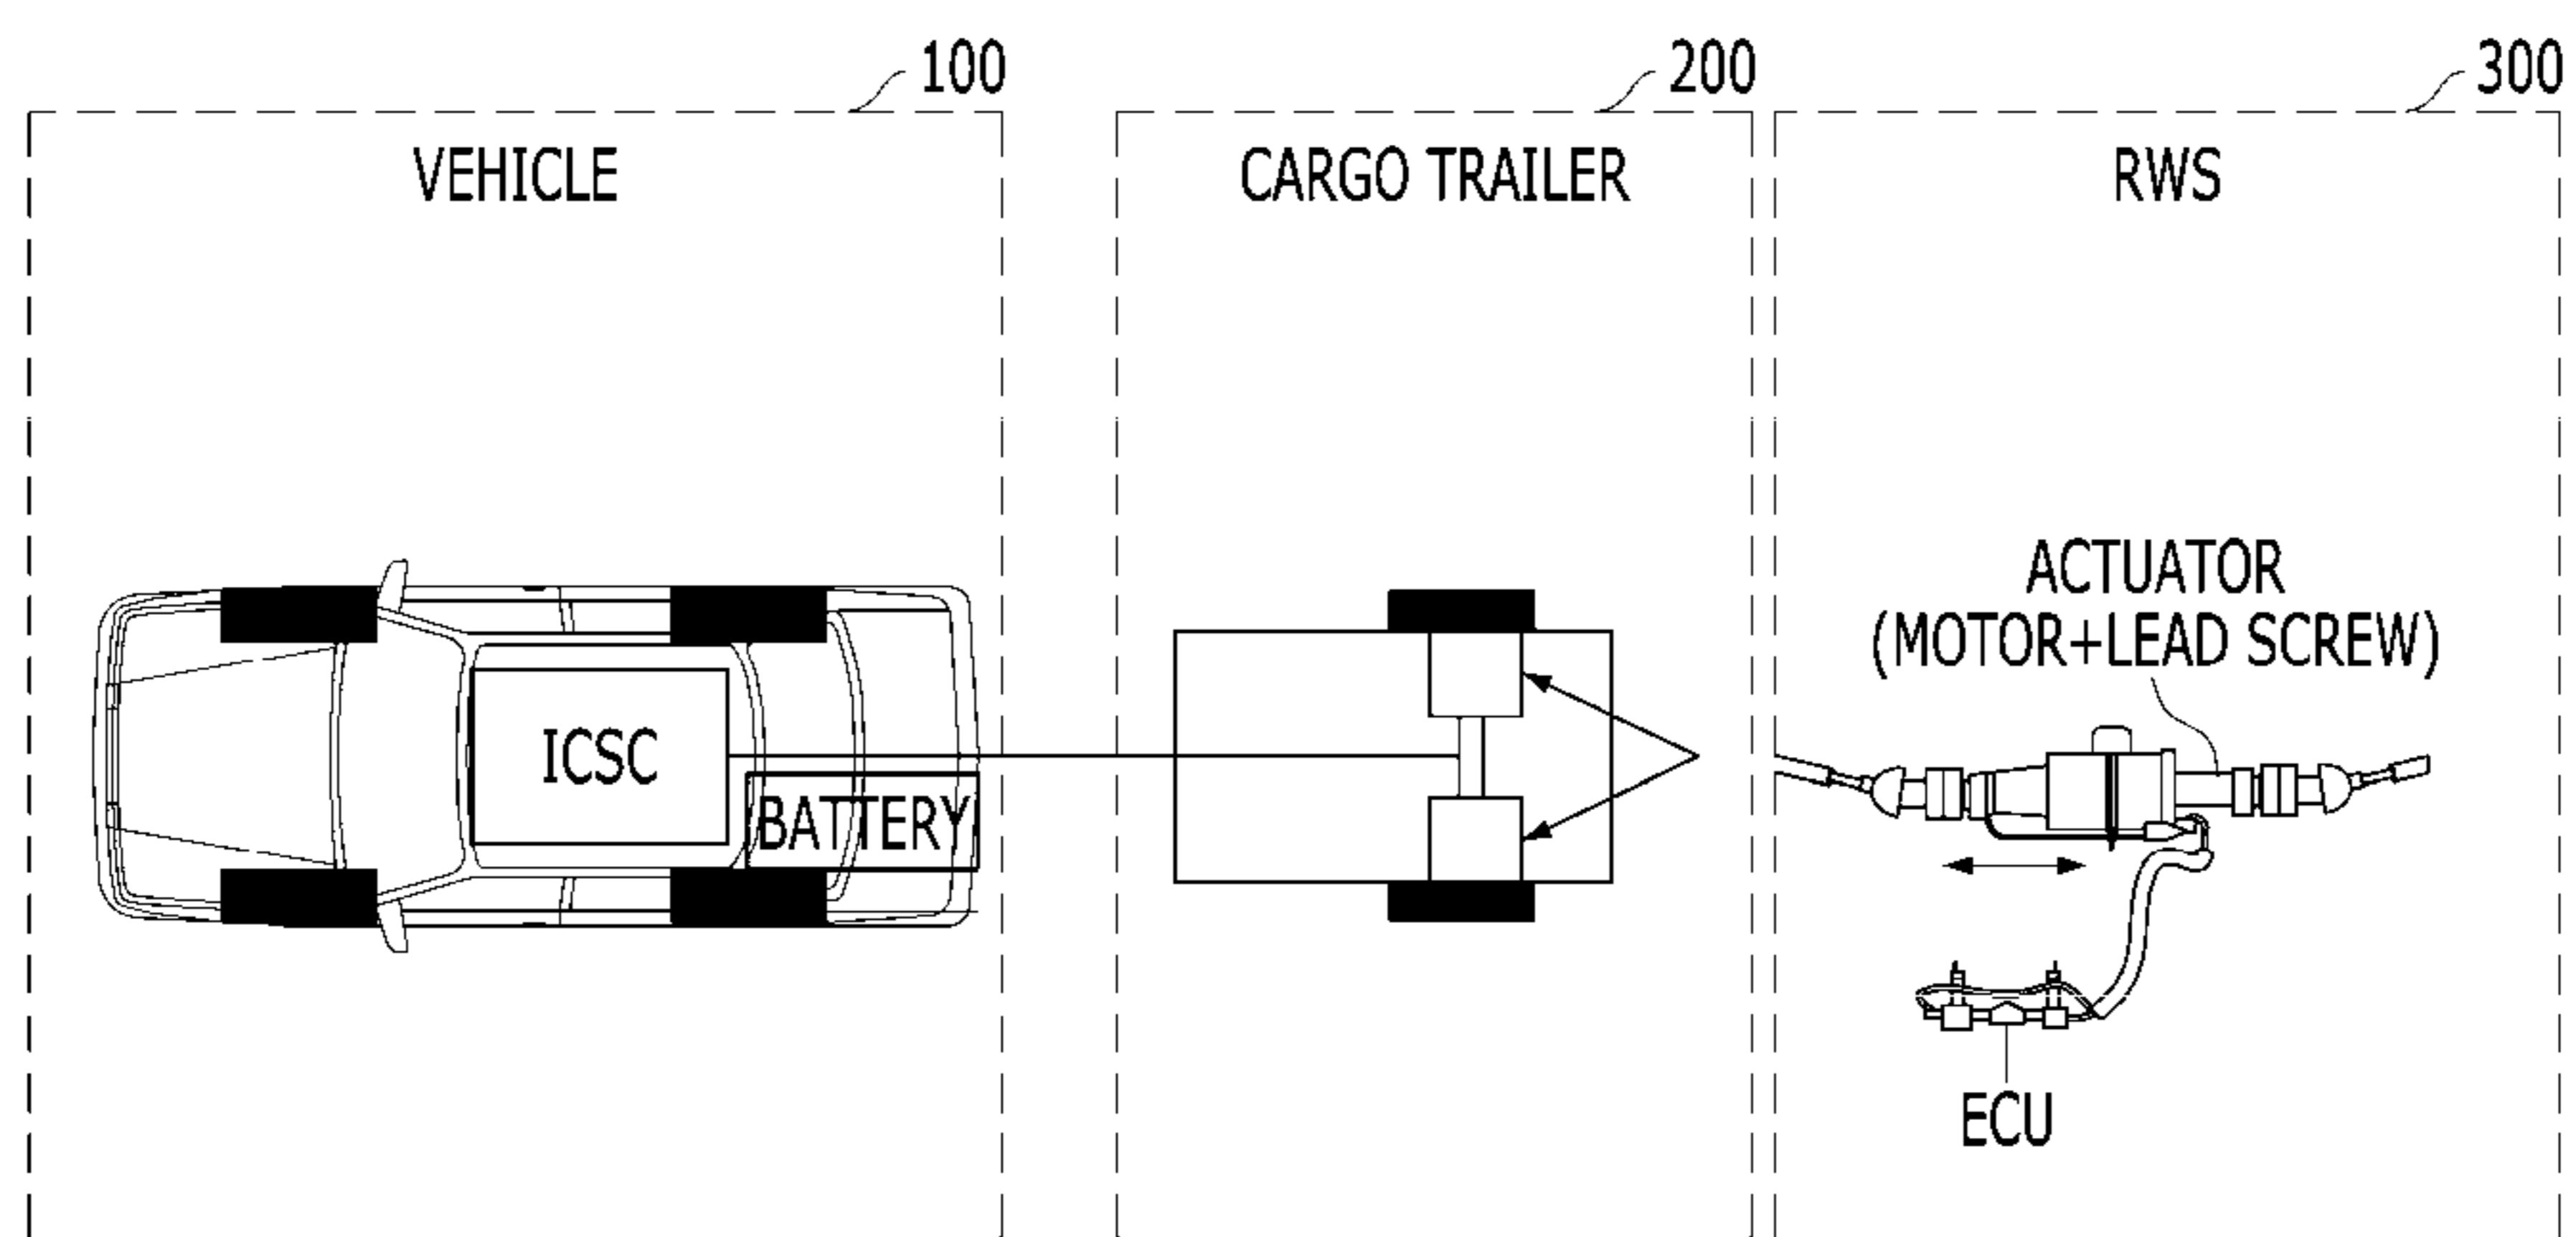 100
200
300
VEHICLE
CARGO TRAILER
RWS
ACTUATOR
(MOTOR+LEAD SCREW)
ICSC
BATTERY
ECU